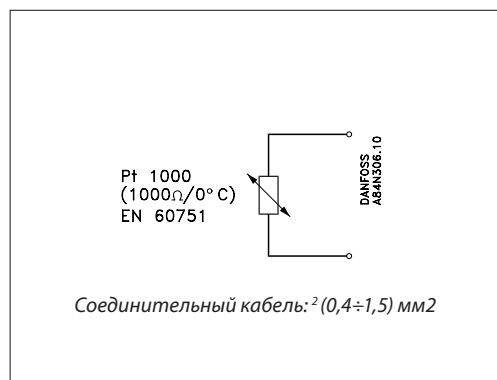 Pt 1000
(1000Ω/0°C)
EN 60751
DANFOSS
A84N306.10
Соединительный кабель: ² (0,4÷1,5) мм2